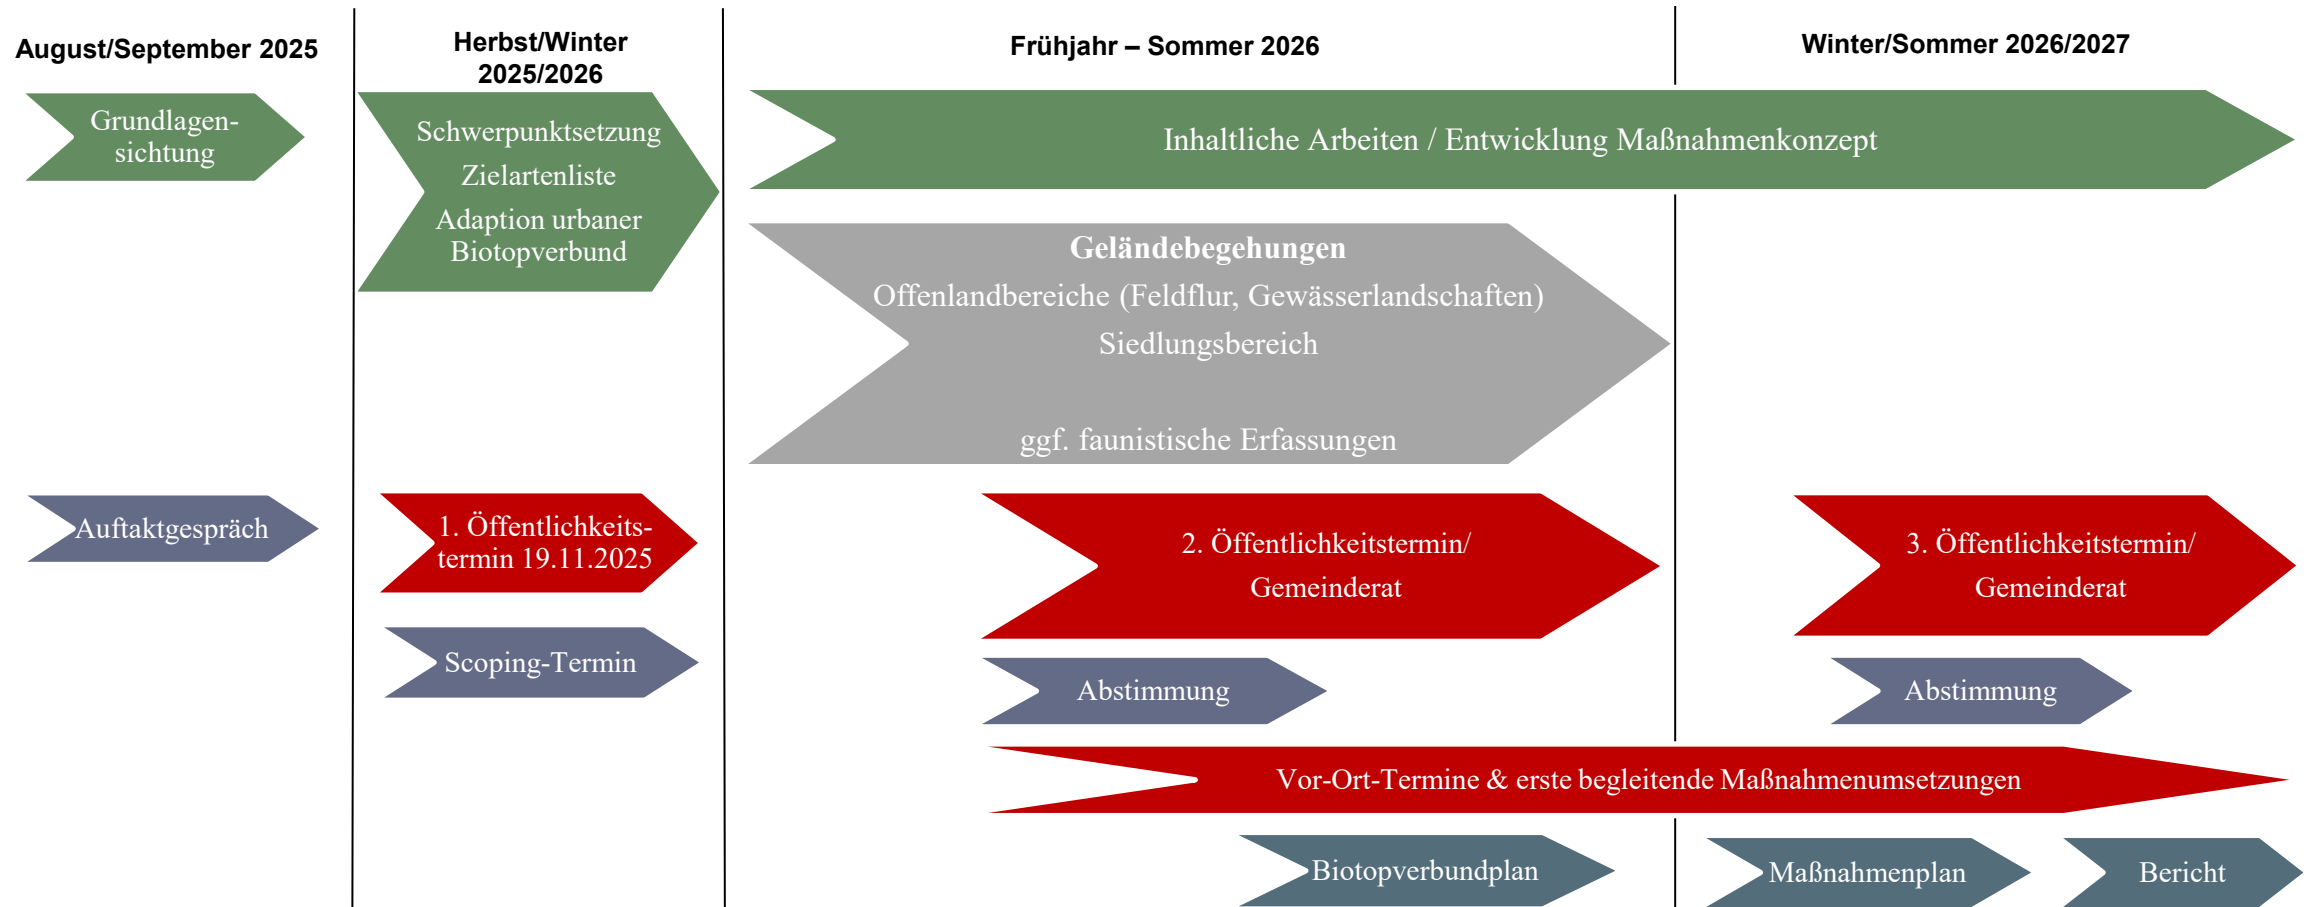 August/September 2025
Herbst/Winter
2025/2026
Frühjahr – Sommer 2026
Winter/Sommer 2026/2027
Grundlagen-
sichtung
Schwerpunktsetzung
Zielartenliste
Adaption urbaner
Biotopverbund
Inhaltliche Arbeiten / Entwicklung Maßnahmenkonzept
Geländebegehungen
Offenlandbereiche (Feldflur, Gewässerlandschaften)
Siedlungsbereich
ggf. faunistische Erfassungen
Auftaktgespräch
1. Öffentlichkeits-
termin 19.11.2025
2. Öffentlichkeitstermin/
Gemeinderat
3. Öffentlichkeitstermin/
Gemeinderat
Scoping-Termin
Abstimmung
Abstimmung
Vor-Ort-Termine & erste begleitende Maßnahmenumsetzungen
Biotopverbundplan
Maßnahmenplan
Bericht